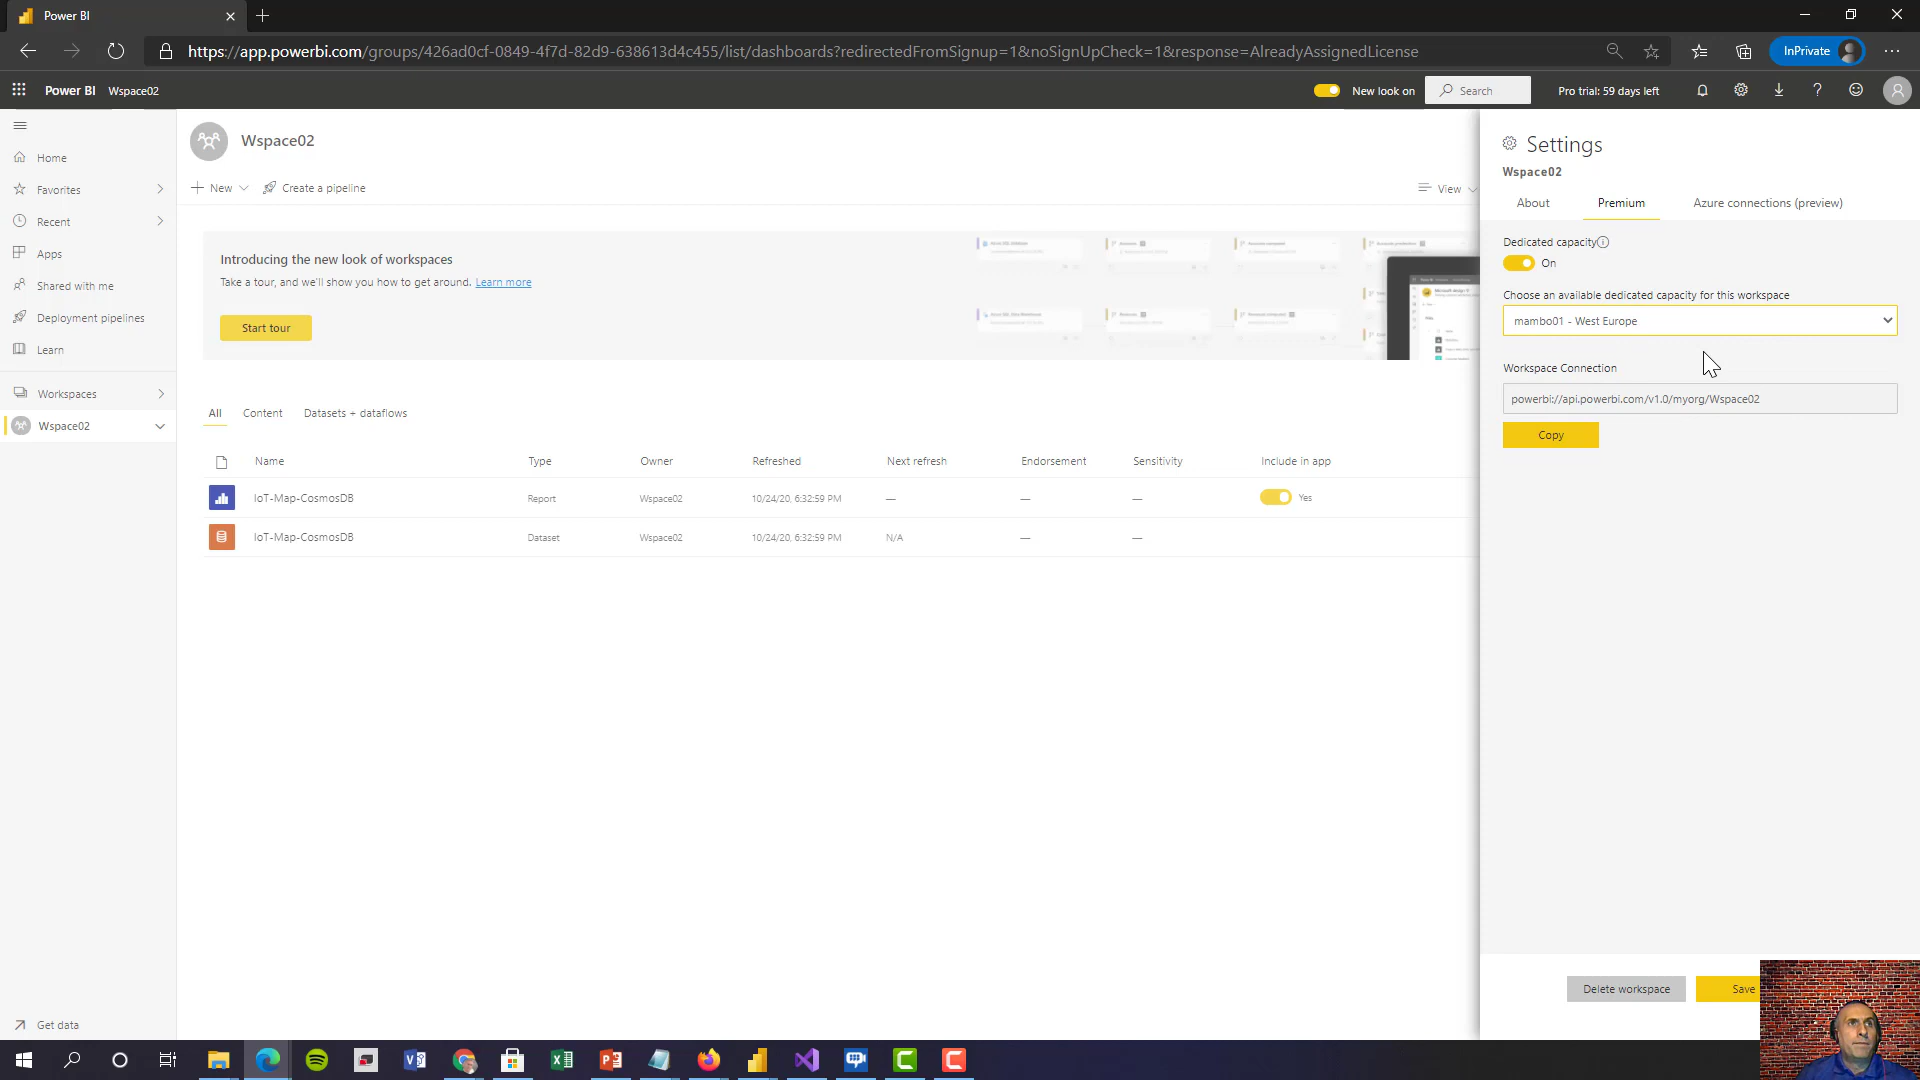 Power BI
https://app.powerbi.com/groups/426ad0cf-0849-4f7d-82d9-638613d4c455/list/dashboards?redirectedFromSignup=1&noSignUpCheck=1&response=AlreadyAssignedLicense
InPrivate
Power BI Wspace02
New look on
Search
Pro trial: 59 days left
Home
Favorites
Recent
Apps
Shared with me
Deployment pipelines
Learn
Workspaces
Wspace02
Get data
Wspace02
New
Create a pipeline
View
Introducing the new look of workspaces
Take a tour, and we'll show you how to get around. Learn more
Start tour
All Content Datasets + dataflows
Name Type Owner Refreshed Next refresh Endorsement Sensitivity Include in app
IoT-Map-CosmosDB Report Wspace02 10/24/20, 6:32:59 PM — — — Yes
IoT-Map-CosmosDB Dataset Wspace02 10/24/20, 6:32:59 PM N/A — —
Settings
Wspace02
About Premium Azure connections (preview)
Dedicated capacity
On
Choose an available dedicated capacity for this workspace
mambo01 - West Europe
Workspace Connection
powerbi://api.powerbi.com/v1.0/myorg/Wspace02
Copy
Delete workspace
Save